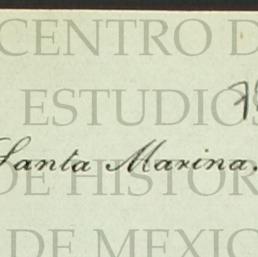 CENTRO D
ESTUDIOS
Santa Marina.
DE HISTOR
DE MEXIC